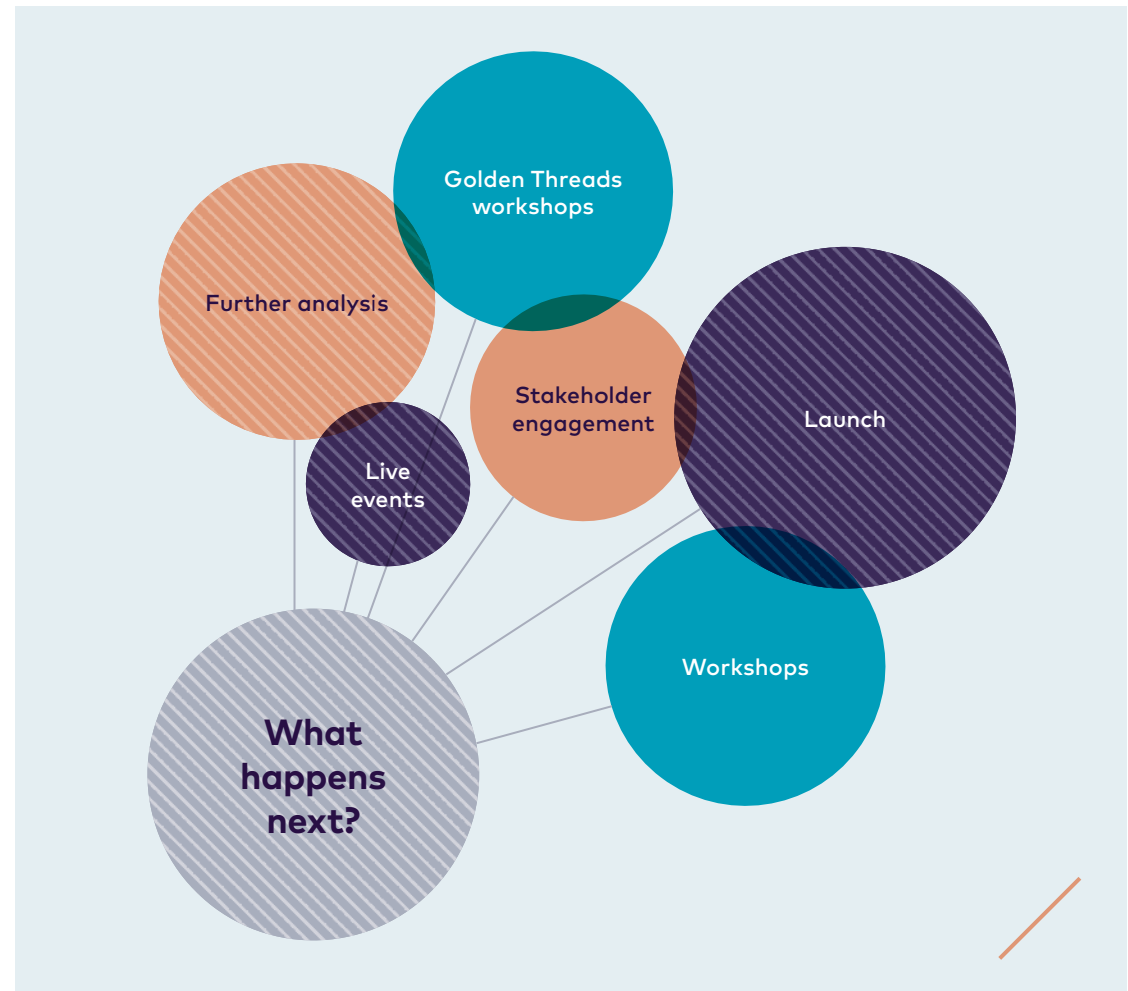 Golden Threads
workshops
Further analysis
Stakeholder
engagement
Launch
Live
events
Workshops
What
happens
next?